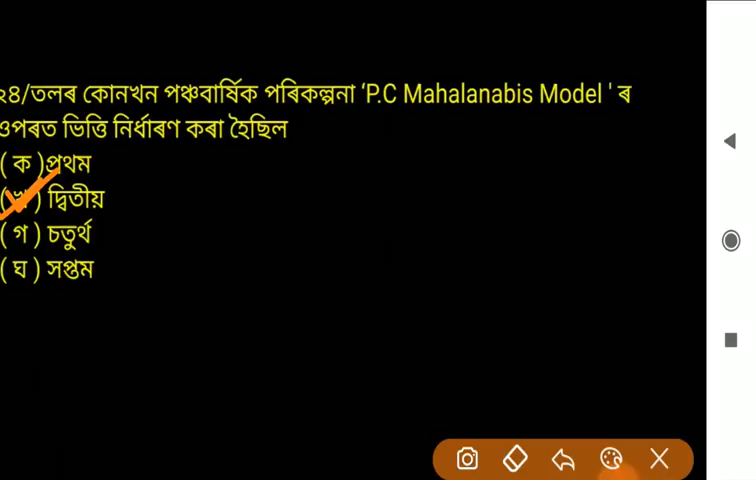 ২৪/তলৰ কোনখন পঞ্চবাৰ্ষিক পৰিকল্পনা ‘P.C Mahalanabis Model ' ৰ
ওপৰত ভিত্তি নিৰ্ধাৰণ কৰা হৈছিল
( ক )প্ৰথম
( খ ) দ্বিতীয়
( গ ) চতুৰ্থ
( ঘ ) সপ্তম